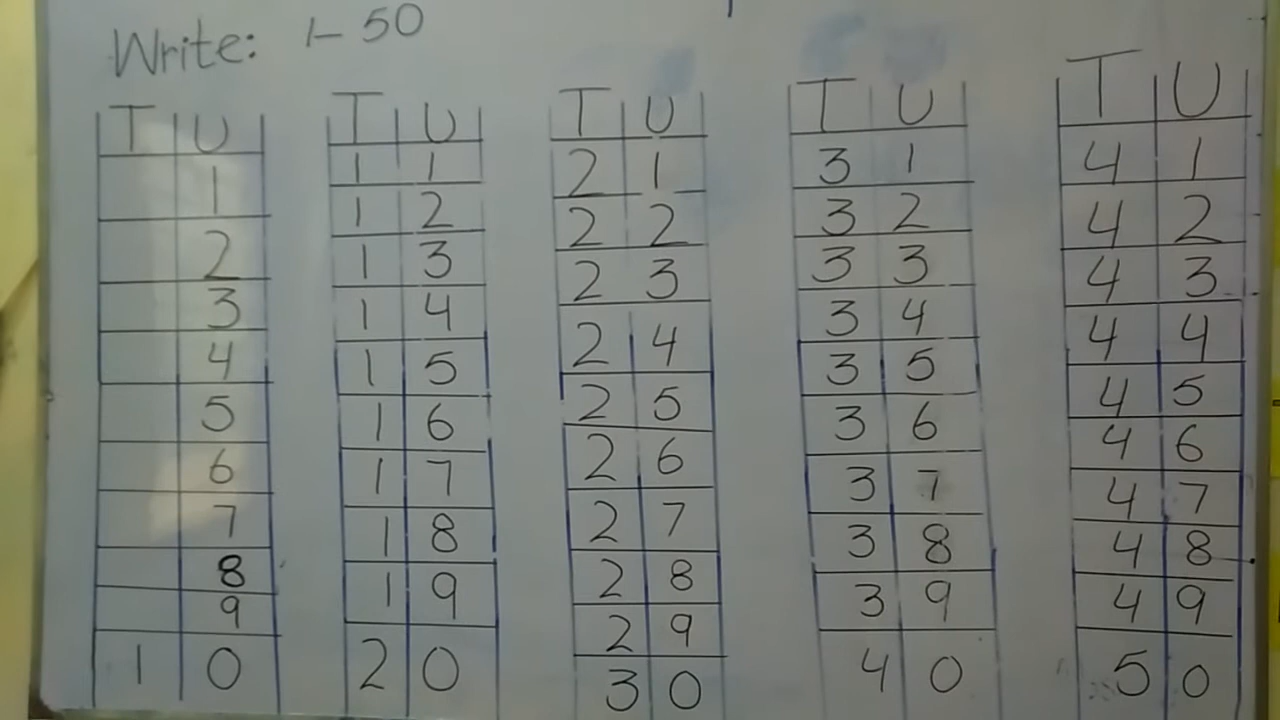 Write: 1-50
T U T U T U T U T U
1 1 1 2 1 3 1 4 1
2 1 2 2 2 3 2 4 2
3 1 3 2 3 3 3 4 3
4 1 4 2 4 3 4 4 4
5 1 5 2 5 3 5 4 5
6 1 6 2 6 3 6 4 6
7 1 7 2 7 3 7 4 7
8 1 8 2 8 3 8 4 8
9 1 9 2 9 3 9 4 9
1 0 2 0 3 0 4 0 5 0